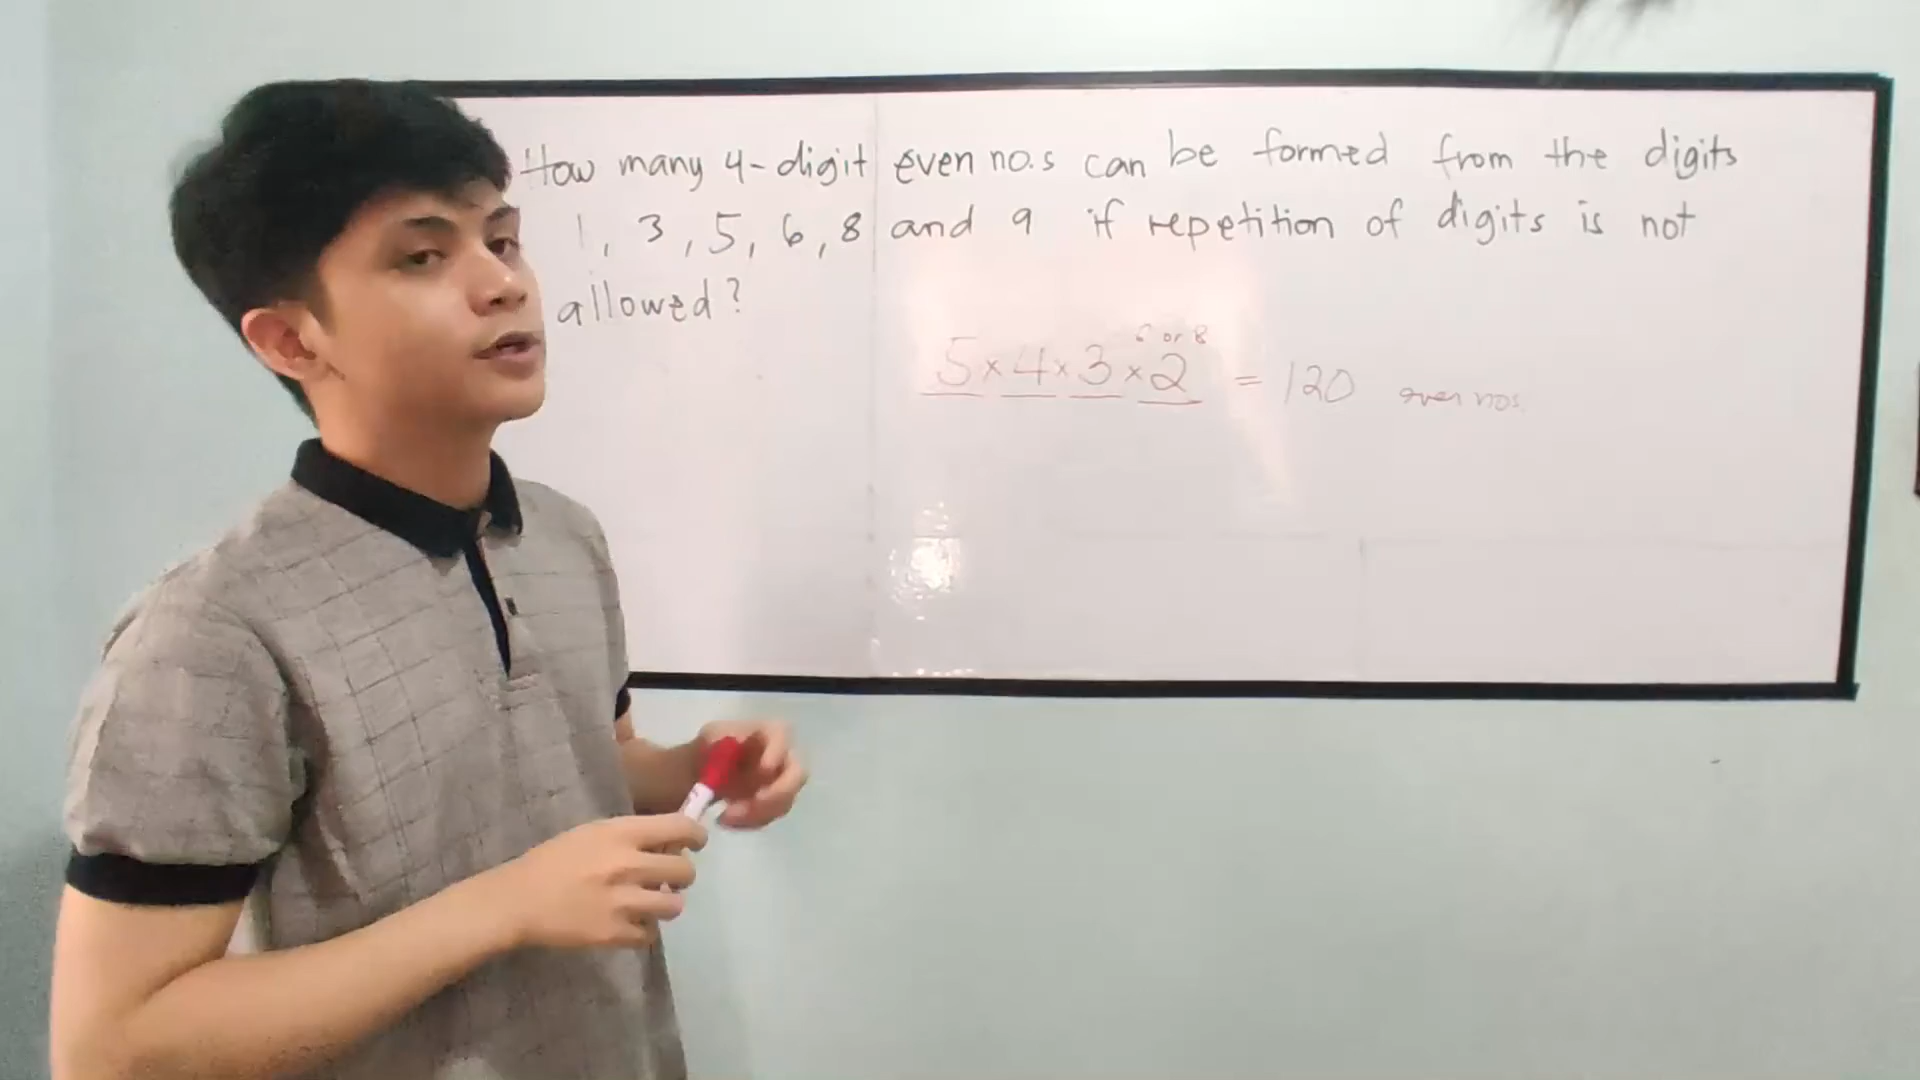 How many 4-digit even no.s can be formed from the digits
1, 3, 5, 6, 8 and 9 if repetition of digits is not
allowed?
6 or 8
5 x 4 x 3 x 2 = 120 even nos.